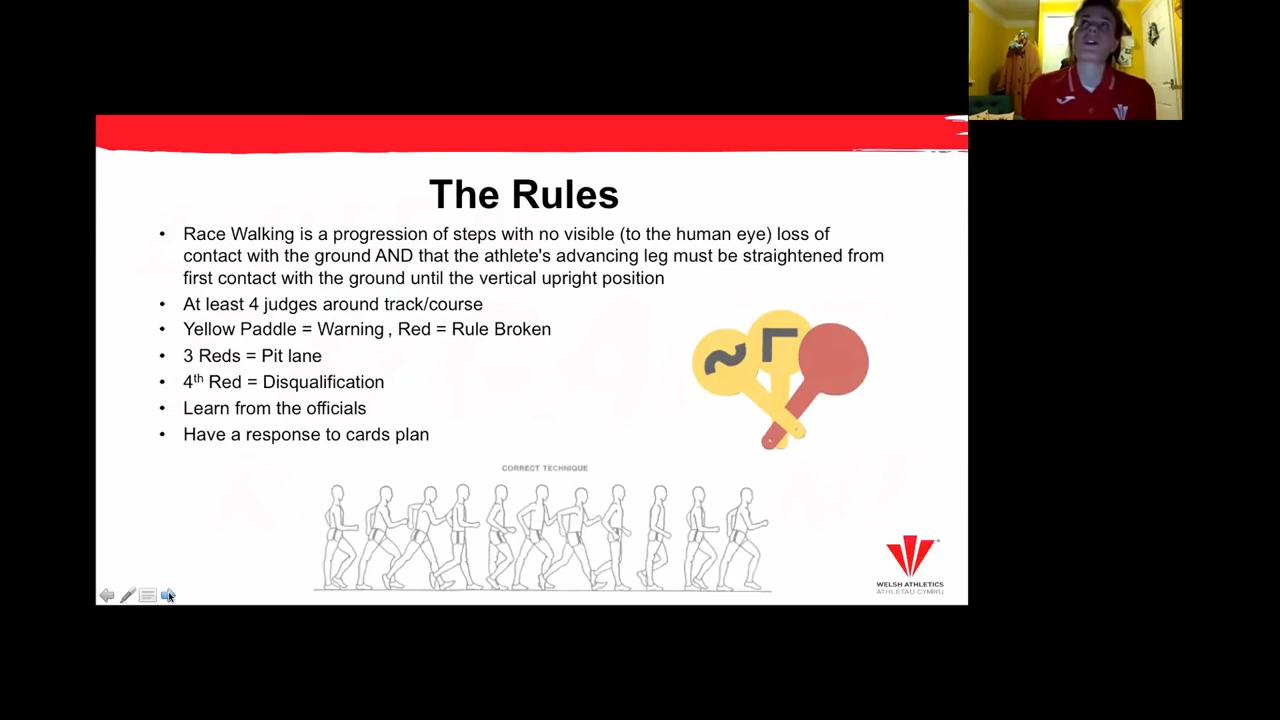 The Rules
• Race Walking is a progression of steps with no visible (to the human eye) loss of
contact with the ground AND that the athlete's advancing leg must be straightened from
first contact with the ground until the vertical upright position
• At least 4 judges around track/course
• Yellow Paddle = Warning , Red = Rule Broken
• 3 Reds = Pit lane
• 4th Red = Disqualification
• Learn from the officials
• Have a response to cards plan
CORRECT TECHNIQUE
WELSH ATHLETICS
ATHLETAU CYMRU